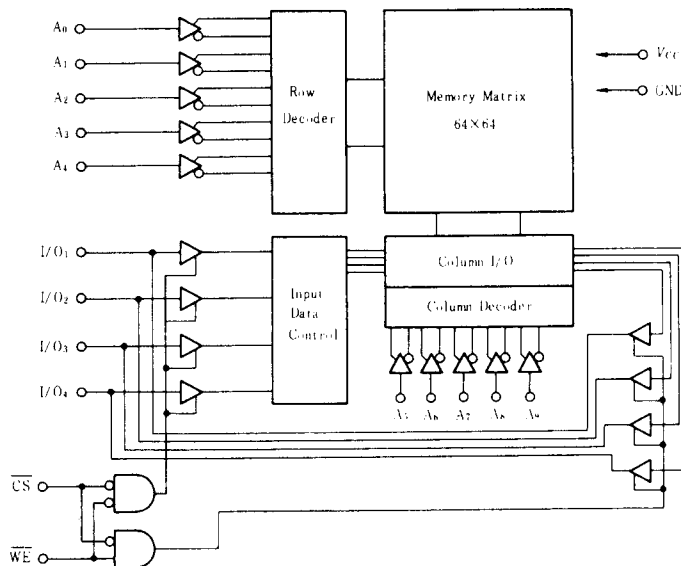 A0
A1
A2
A3
A4
Row
Decoder
Memory Matrix
64×64
Vcc
GND
I/O1
I/O2
I/O3
I/O4
Input
Data
Control
Column I/O
Column Decoder
A5 A6 A7 A8 A9
CS
WE